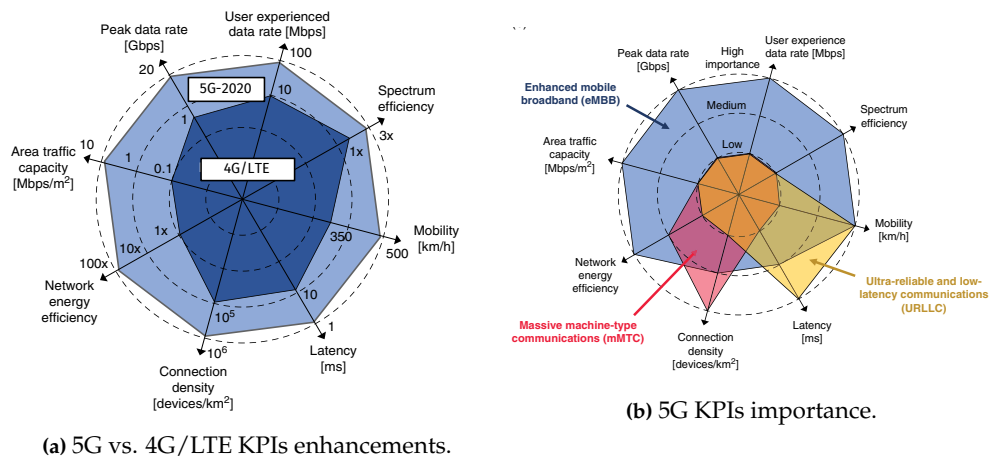 User experienced
data rate [Mbps]
Peak data rate
[Gbps]
100
20
5G-2020
10
Spectrum
efficiency
1
3x
10
1x
Area traffic
capacity
[Mbps/m²]
1
0.1
4G/LTE
Mobility
[km/h]
350
500
1x
10x
100x
Network
energy
efficiency
10
10⁵
1
10⁶
Latency
[ms]
Connection
density
[devices/km²]
(a) 5G vs. 4G/LTE KPIs enhancements.
Peak data rate
[Gbps]
High
importance
User experience
data rate [Mbps]
Enhanced mobile
broadband (eMBB)
Medium
Spectrum
efficiency
Area traffic
capacity
[Mbit/s/m²]
Low
Mobility
[km/h]
Network
energy
efficiency
Ultra-reliable and low-
latency communications
(URLLC)
Massive machine-type
communications (mMTC)
Latency
[ms]
Connection
density
[devices/km²]
(b) 5G KPIs importance.